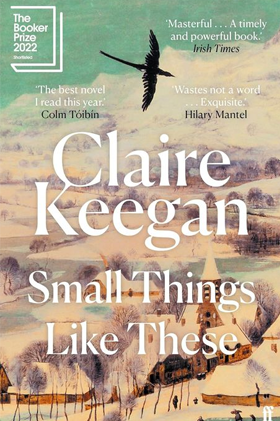 The
Booker
Prize
2022
Shortlisted
'Masterful . . . A timely
and powerful book.'
Irish Times
'The best novel
I read this year.'
Colm Tóibín
'Wastes not a word
. . . Exquisite.'
Hilary Mantel
Claire
Keegan
Small Things
Like These
ff